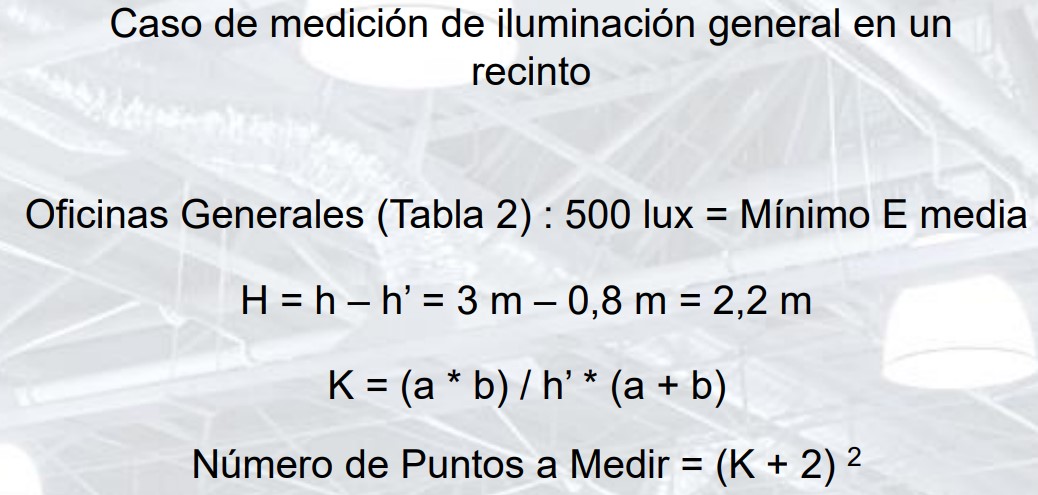 Caso de medición de iluminación general en un
recinto
Oficinas Generales (Tabla 2) : 500 lux = Mínimo E media
H = h – h’ = 3 m – 0,8 m = 2,2 m
K = (a * b) / h’ * (a + b)
Número de Puntos a Medir = (K + 2) ²